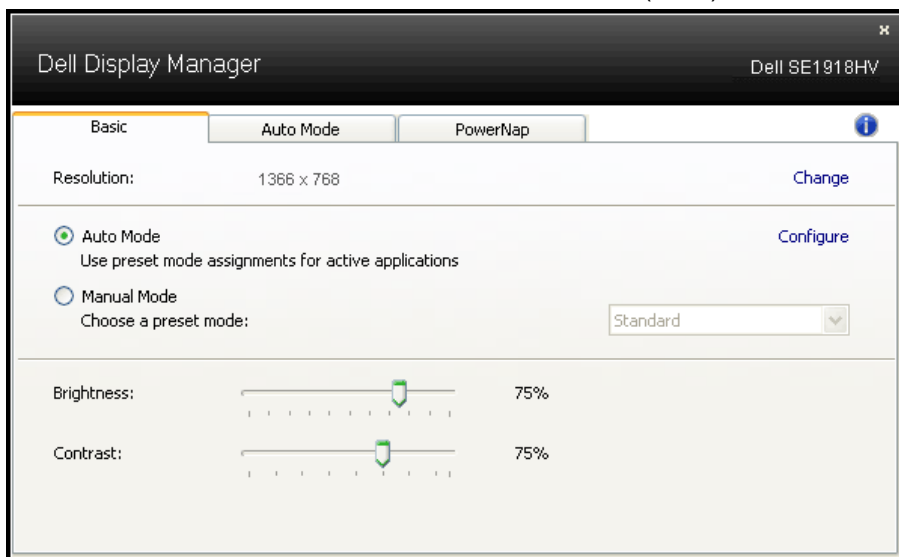 Dell Display Manager
Dell SE1918HV
Basic
Auto Mode
PowerNap
Resolution:
1366 x 768
Change
Auto Mode
Configure
Use preset mode assignments for active applications
Manual Mode
Choose a preset mode:
Standard
Brightness:
75%
Contrast:
75%